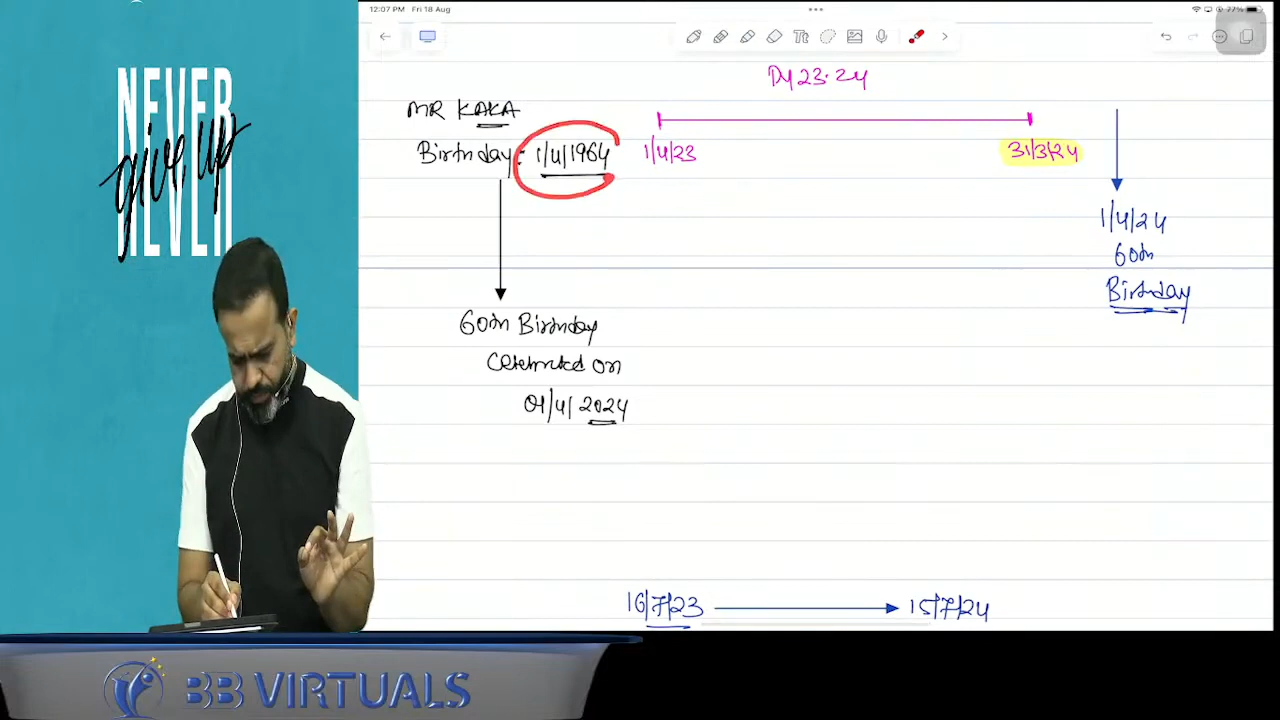 12:07 PM Fri 18 Aug
77%
NEVER
give up
NEVER
PY 23-24
MR KAKA
Birthday: 1/4/1964
1/4/23
31/3/24
1/4/24
60th
Birthday
60th Birthday
Celebrated on
01/4/2024
16/7/23
15/7/24
BB VIRTUALS